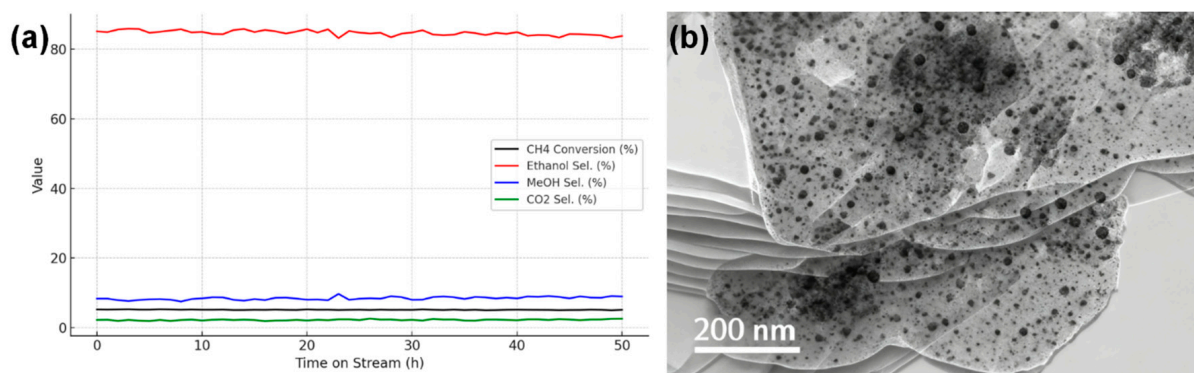 (a)
80
60
40
20
0
Value
0 10 20 30 40 50
Time on Stream (h)
CH4 Conversion (%)
Ethanol Sel. (%)
MeOH Sel. (%)
CO2 Sel. (%)
(b)
200 nm